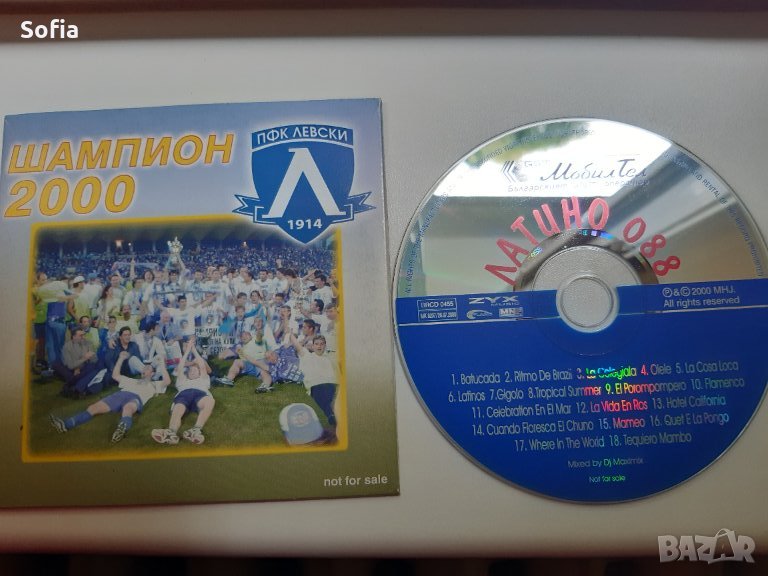 Sofia
ШАМПИОН
2000
ПФК ЛЕВСКИ
Λ
1914
not for sale
МобилТел
ЛАТИНО 088
LWCD 0455
ZYX
MUSIC
℗&© 2000 MHJ.
All rights reserved
1. Batucada 2. Ritmo De Brazil 3. La Colegiala 4. Olele 5. La Cosa Loca
6. Latinos 7.Gigolo 8.Tropical Summer 9. El Porompompero 10. Flamenco
11. Celebration En El Mar 12. La Vida En Ros 13. Hotel California
14. Cuando Floresca El Chuno 15. Mameo 16. Quet E La Pongo
17. Where In The World 18. Tequiero Mambo
Mixed by Dj Maximix
Not for sale
BAZAR